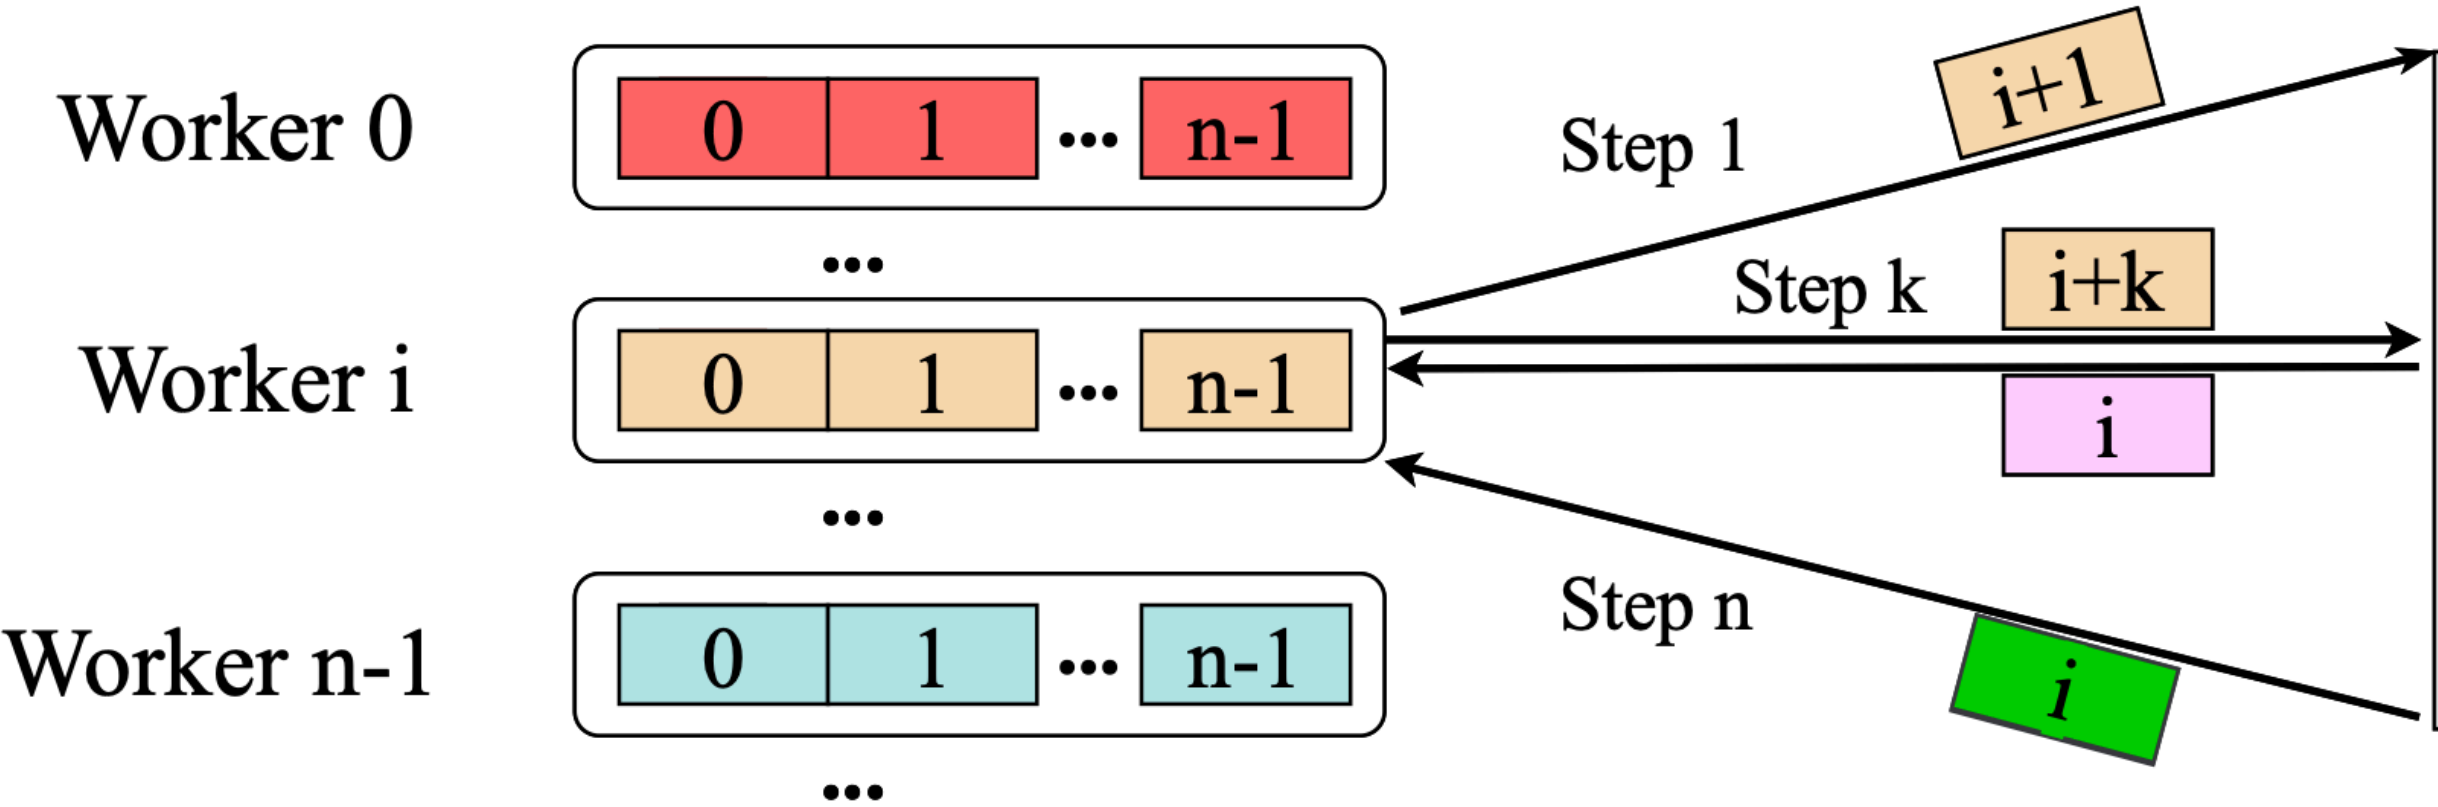 Worker 0
0 1 ... n-1
Step 1
i+1
...
Worker i
0 1 ... n-1
Step k
i+k
i
...
Step n
i
Worker n-1
0 1 ... n-1
...